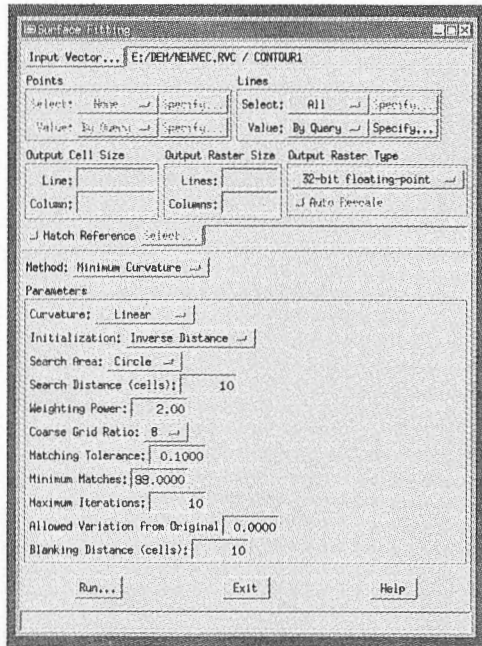 Surface Fitting
Input Vector... E:/DEM/NEWVEC.RVC / CONTOUR1
Points Lines
Select: None Specify... Select: All Specify...
Value: By Query Specify... Value: By Query Specify...
Output Cell Size Output Raster Size Output Raster Type
Line: Lines: 32-bit floating-point
Column: Columns: Auto Rescale
Match Reference Select...
Method: Minimum Curvature
Parameters
Curvature: Linear
Initialization: Inverse Distance
Search Area: Circle
Search Distance (cells): 10
Weighting Power: 2.00
Coarse Grid Ratio: 8
Matching Tolerance: 0.1000
Minimum Matches: 99.0000
Maximum Iterations: 10
Allowed Variation from Original 0.0000
Blanking Distance (cells): 10
Run... Exit Help